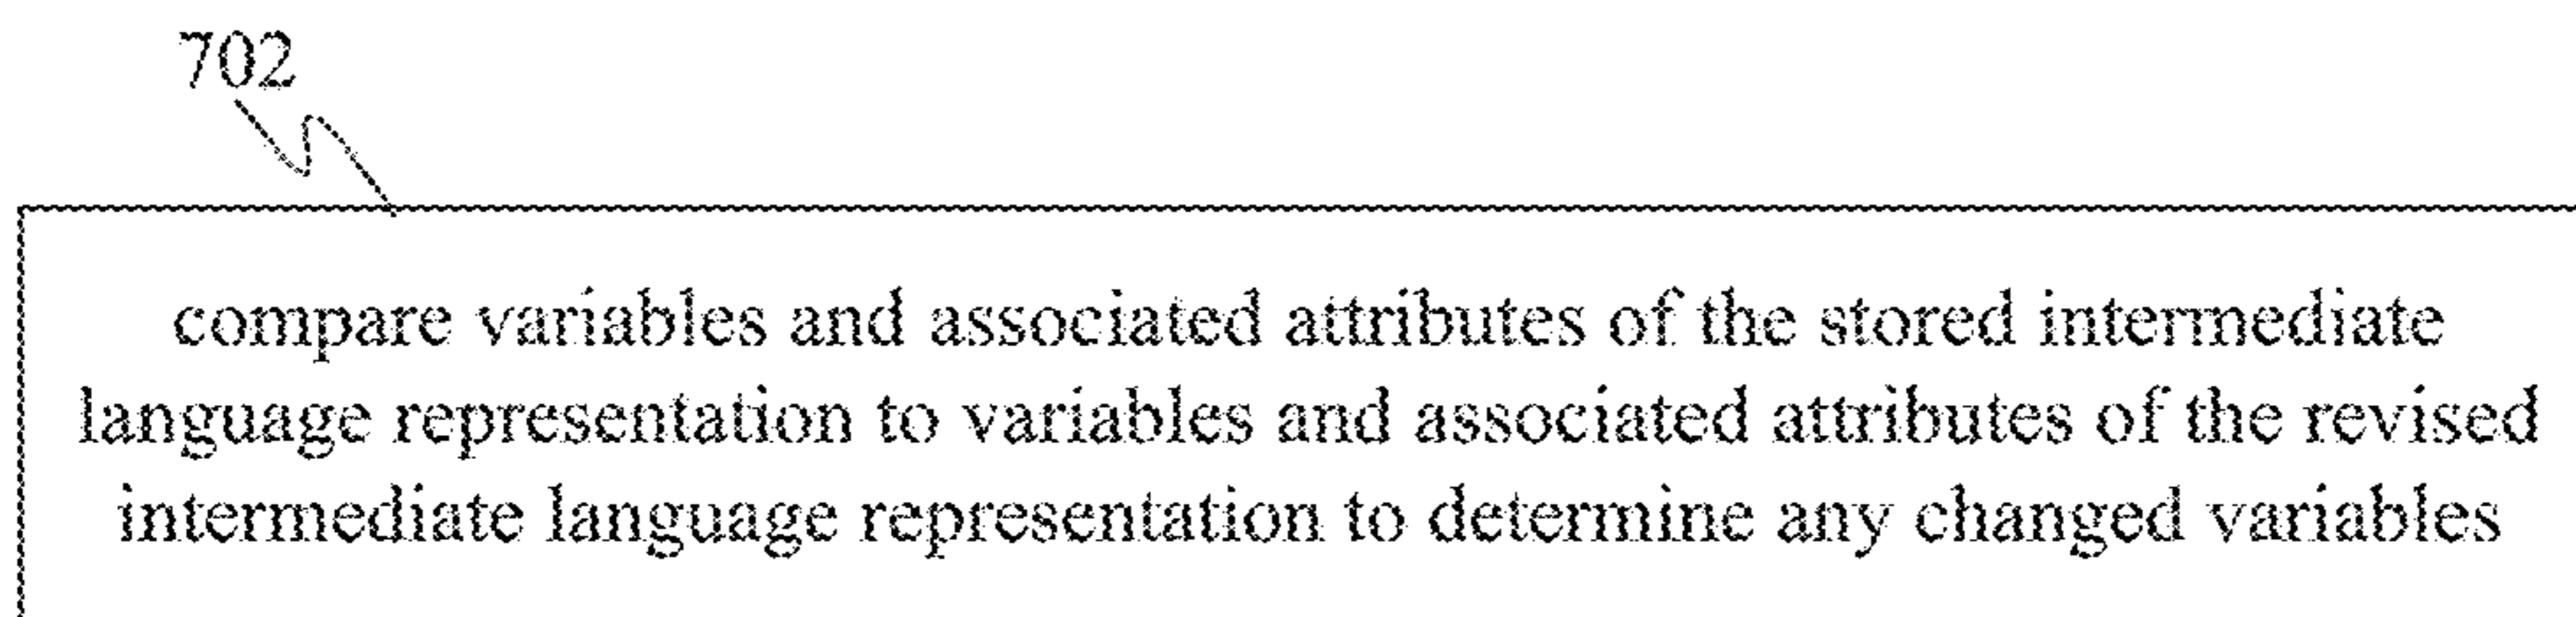 702
compare variables and associated attributes of the stored intermediate
language representation to variables and associated attributes of the revised
intermediate language representation to determine any changed variables